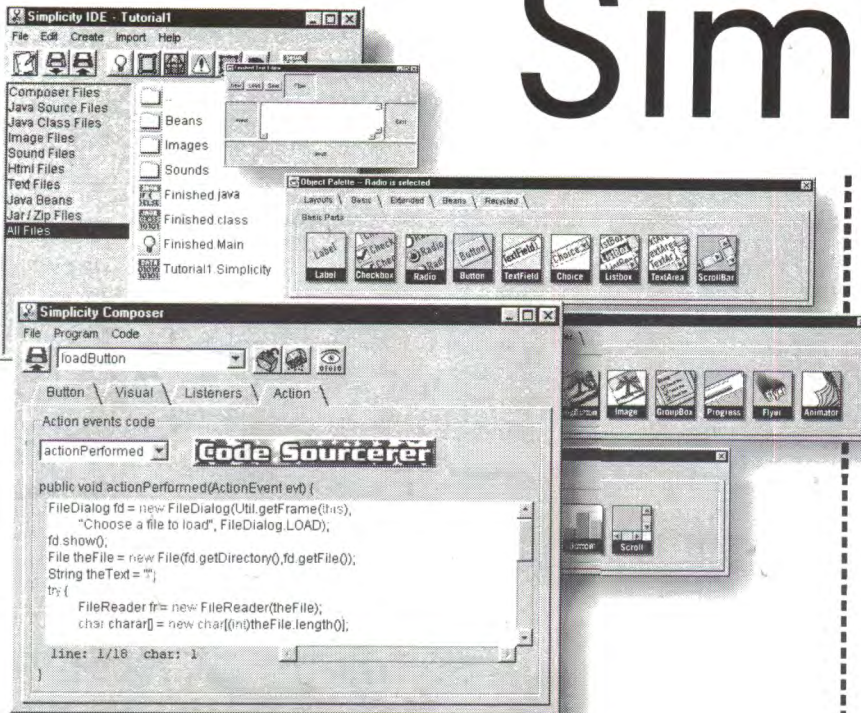 Sim
Simplicity IDE - Tutorial1
File Edit Create Import Help
Composer Files
Java Source Files
Java Class Files
Image Files
Sound Files
Html Files
Text Files
Java Beans
Jar / Zip Files
All Files
..
Beans
Images
Sounds
Finished java
Finished class
Finished Main
Tutorial1.Simplicity
Object Palette -- Radio is selected
Layouts \ Basic \ Extended \ Beans \ Recycled \
Basic Parts
Label Checkbox Radio Button TextField Choice Listbox TextArea ScrollBar
Image GroupBox Progress Flyer Animator
Scroll
Simplicity Composer
File Program Code
loadButton
Button \ Visual \ Listeners \ Action \
Action events code
actionPerformed Code Sourcerer
public void actionPerformed(ActionEvent evt) {
FileDialog fd = new FileDialog(Util.getFrame(this),
"Choose a file to load", FileDialog.LOAD);
fd.show();
File theFile = new File(fd.getDirectory(),fd.getFile());
String theText = "";
try {
FileReader fr = new FileReader(theFile);
char charar[] = new char[(int)theFile.length()];
line: 1/18 char: 1
}